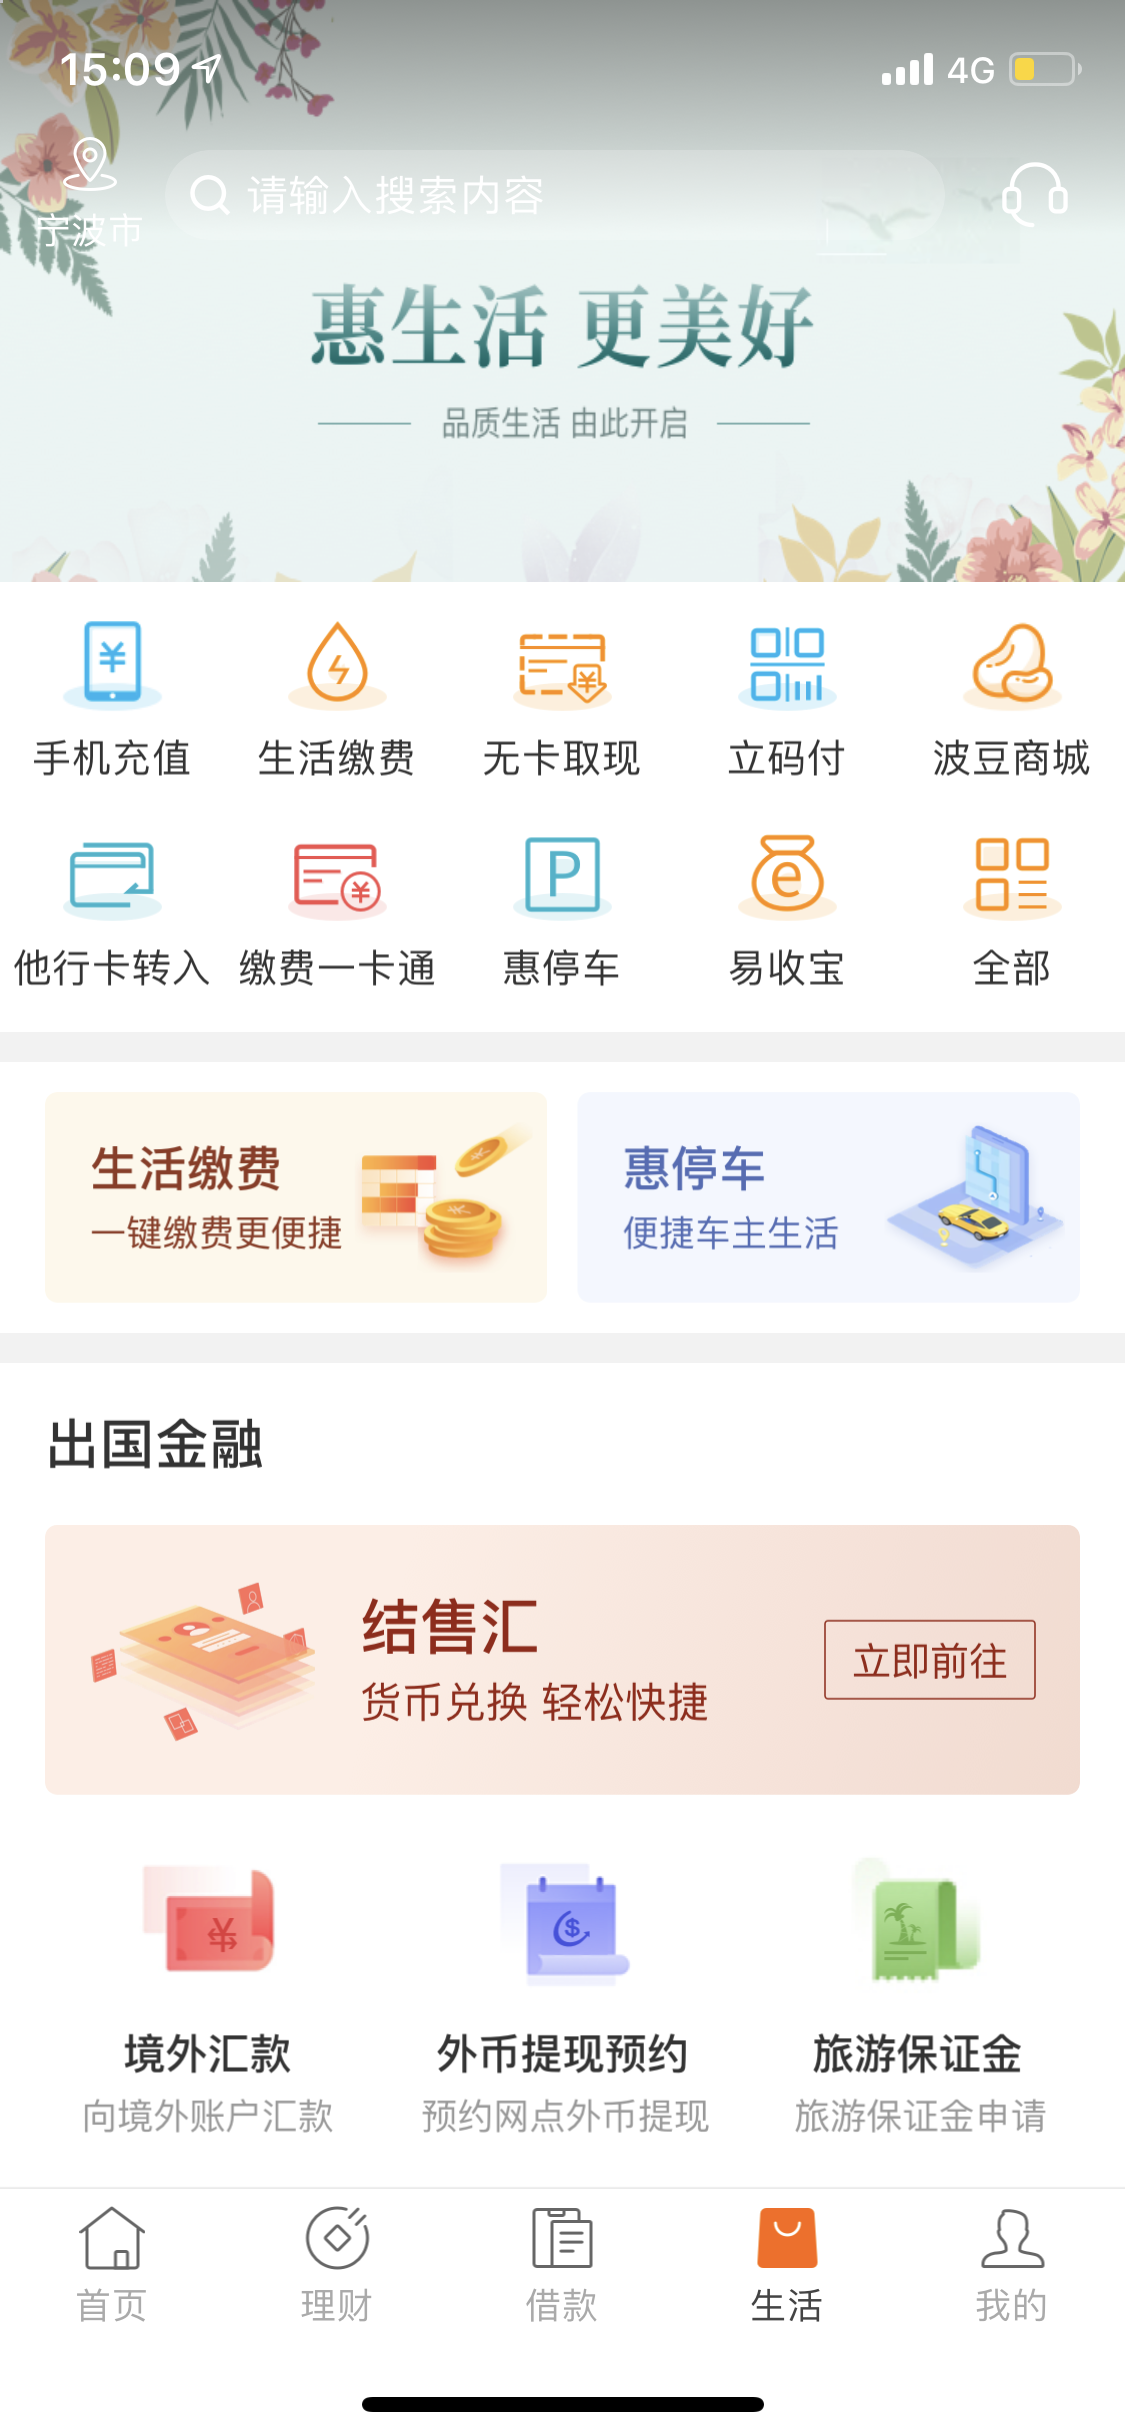 15:09
4G
宁波市
请输入搜索内容
惠生活 更美好
品质生活 由此开启
手机充值
生活缴费
无卡取现
立码付
波豆商城
他行卡转入
缴费一卡通
惠停车
易收宝
全部
生活缴费
一键缴费更便捷
惠停车
便捷车主生活
出国金融
结售汇
货币兑换 轻松快捷
立即前往
境外汇款
向境外账户汇款
外币提现预约
预约网点外币提现
旅游保证金
旅游保证金申请
首页
理财
借款
生活
我的